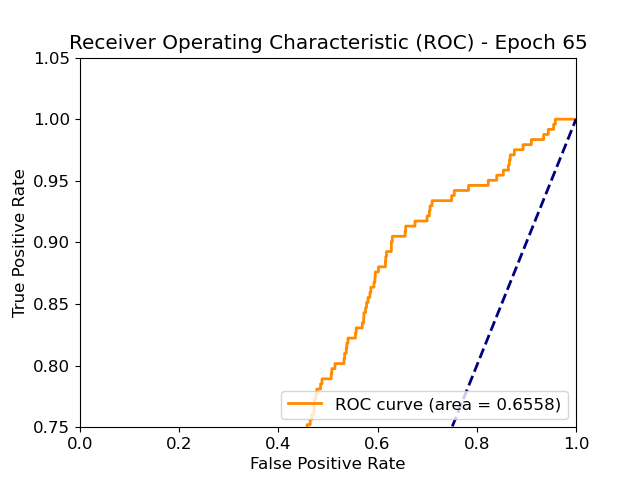 Receiver Operating Characteristic (ROC) - Epoch 65
1.05
1.00
0.95
0.90
0.85
0.80
0.75
True Positive Rate
ROC curve (area = 0.6558)
0.0 0.2 0.4 0.6 0.8 1.0
False Positive Rate